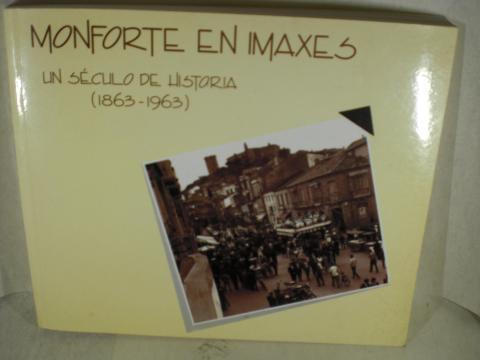 MONFORTE EN IMAXES
UN SÉCULO DE HISTORIA
(1863-1963)